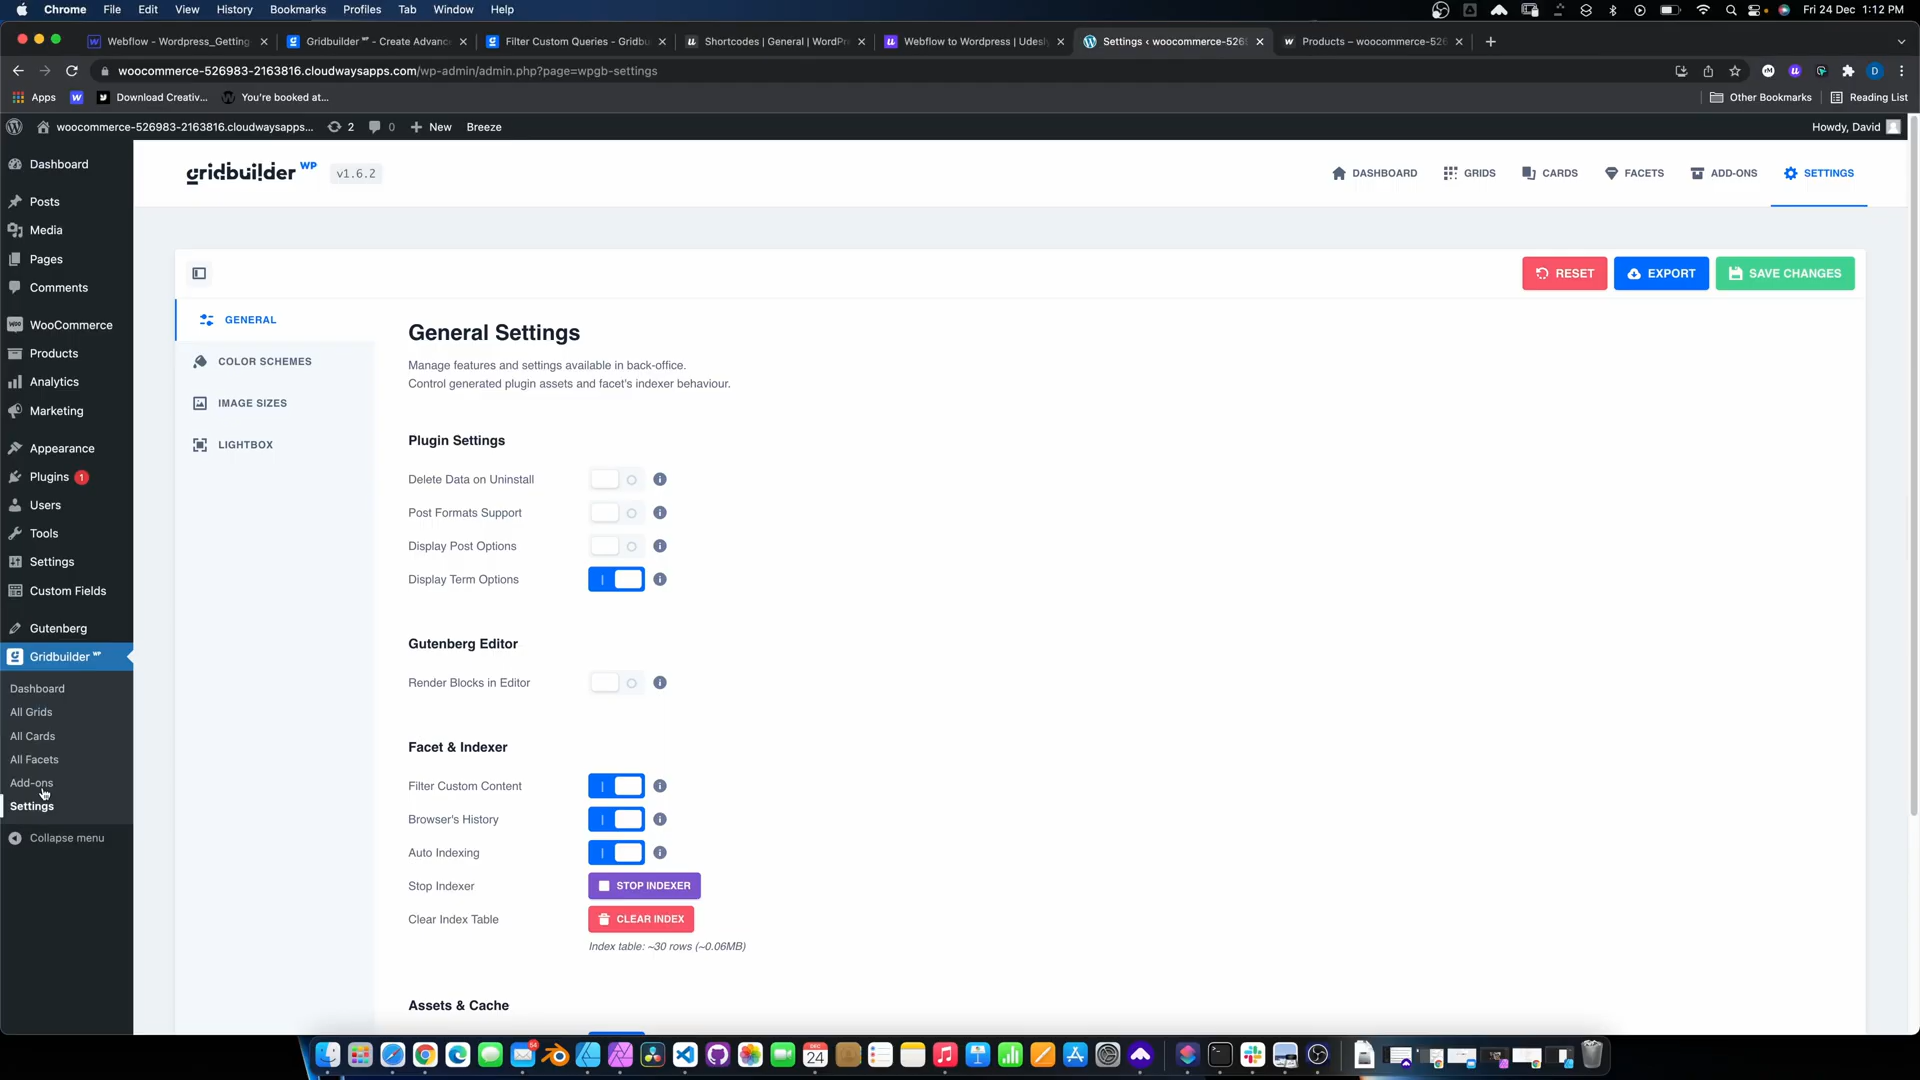 Chrome File Edit View History Bookmarks Profiles Tab Window Help Fri 24 Dec 1:12 PM
Webflow - Wordpress_Getting Gridbuilder ᵂᴾ - Create Advanc Filter Custom Queries - Gridbu Shortcodes | General | WordPr Webflow to Wordpress | Udesl Settings ‹ woocommerce-526 Products – woocommerce-526
woocommerce-526983-2163816.cloudwaysapps.com/wp-admin/admin.php?page=wpgb-settings
Apps Download Creativ... You're booked at... Other Bookmarks Reading List
woocommerce-526983-2163816.cloudwaysapps... 2 0 New Breeze Howdy, David
Dashboard
Posts
Media
Pages
Comments
WooCommerce
Products
Analytics
Marketing
Appearance
Plugins 1
Users
Tools
Settings
Custom Fields
Gutenberg
Gridbuilder ᵂᴾ
Dashboard
All Grids
All Cards
All Facets
Add-ons
Settings
Collapse menu
gridbuilder WP v1.6.2 DASHBOARD GRIDS CARDS FACETS ADD-ONS SETTINGS
RESET EXPORT SAVE CHANGES
GENERAL
COLOR SCHEMES
IMAGE SIZES
LIGHTBOX
General Settings
Manage features and settings available in back-office.
Control generated plugin assets and facet's indexer behaviour.
Plugin Settings
Delete Data on Uninstall
Post Formats Support
Display Post Options
Display Term Options
Gutenberg Editor
Render Blocks in Editor
Facet & Indexer
Filter Custom Content
Browser's History
Auto Indexing
Stop Indexer STOP INDEXER
Clear Index Table CLEAR INDEX
Index table: ~30 rows (~0.06MB)
Assets & Cache